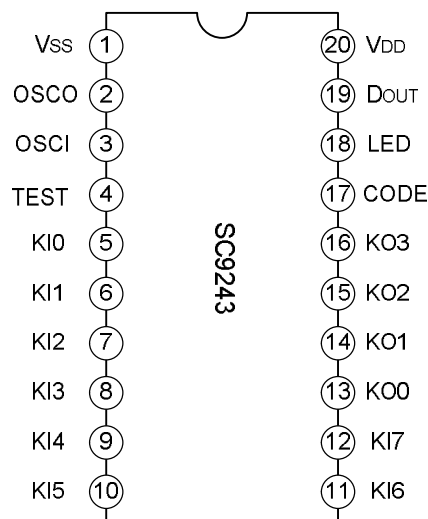 VSS 1 20 VDD
OSCO 2 19 DOUT
OSCI 3 18 LED
TEST 4 17 CODE
KI0 5 16 KO3
KI1 6 15 KO2
KI2 7 14 KO1
KI3 8 13 KO0
KI4 9 12 KI7
KI5 10 11 KI6
SC9243